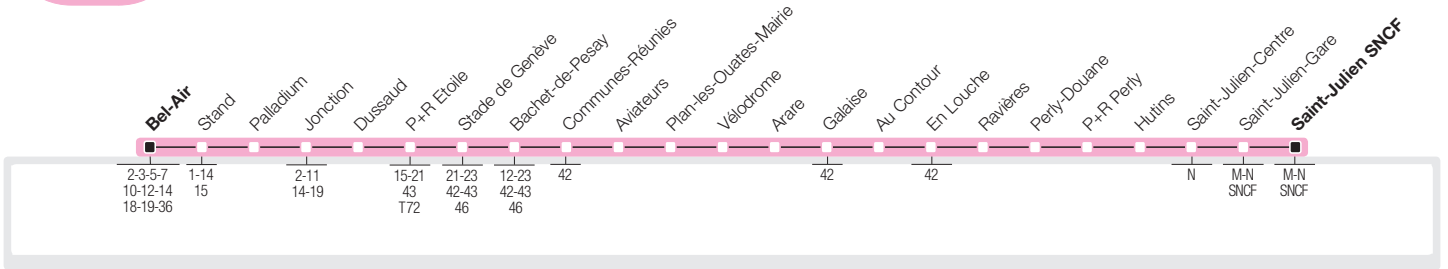 Bel-Air
Stand
Palladium
Jonction
Dussaud
P+R Etoile
Stade de Genève
Bachet-de-Pesay
Communes-Réunies
Aviateurs
Plan-les-Ouates-Mairie
Vélodrome
Arare
Galaise
Au Contour
En Louche
Ravières
Perly-Douane
P+R Perly
Hutins
Saint-Julien-Centre
Saint-Julien-Gare
Saint-Julien SNCF
2-3-5-7
10-12-14
18-19-36
1-14
15
2-11
14-19
15-21
43
T72
21-23
42-43
46
12-23
42-43
46
42
42
42
N
M-N
SNCF
M-N
SNCF